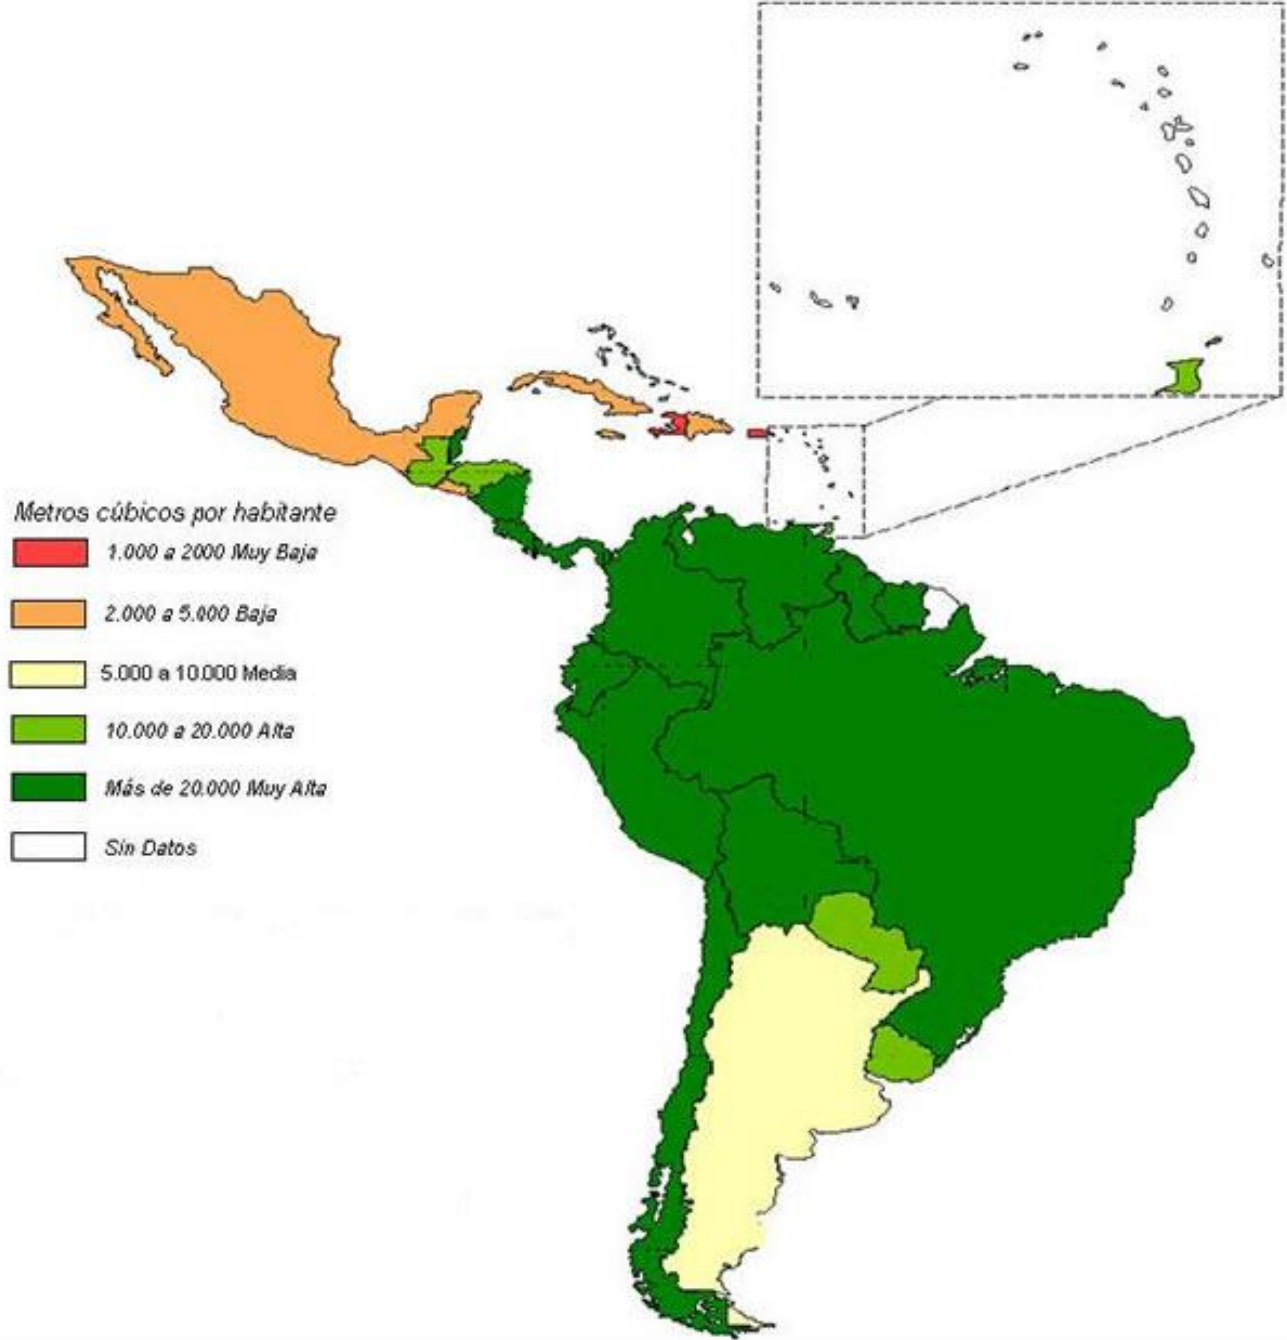 Metros cúbicos por habitante
1.000 a 2000 Muy Baja
2.000 a 5.000 Baja
5.000 a 10.000 Media
10.000 a 20.000 Alta
Más de 20.000 Muy Alta
Sin Datos